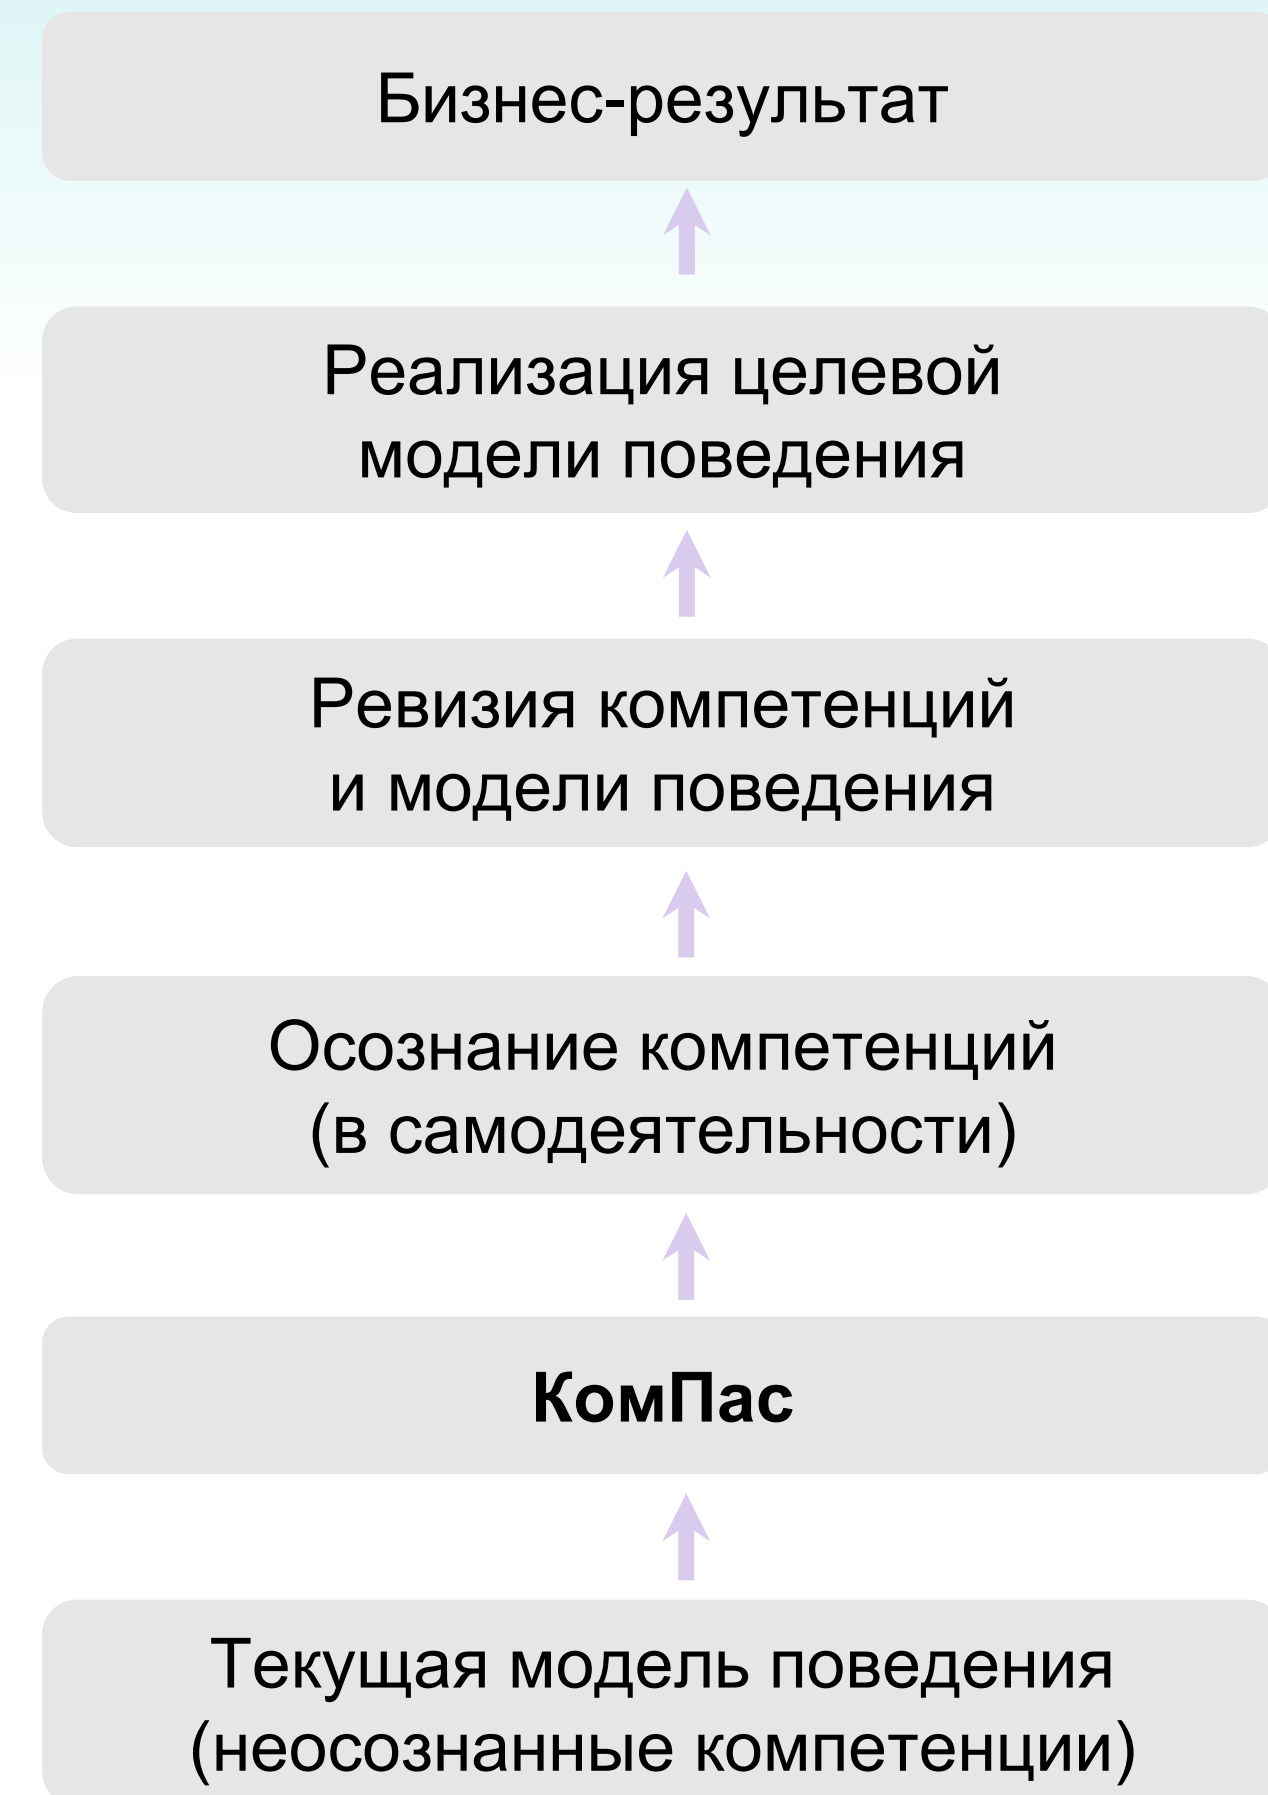 Бизнес-результат
Реализация целевой
модели поведения
Ревизия компетенций
и модели поведения
Осознание компетенций
(в самодеятельности)
КомПас
Текущая модель поведения
(неосознанные компетенции)